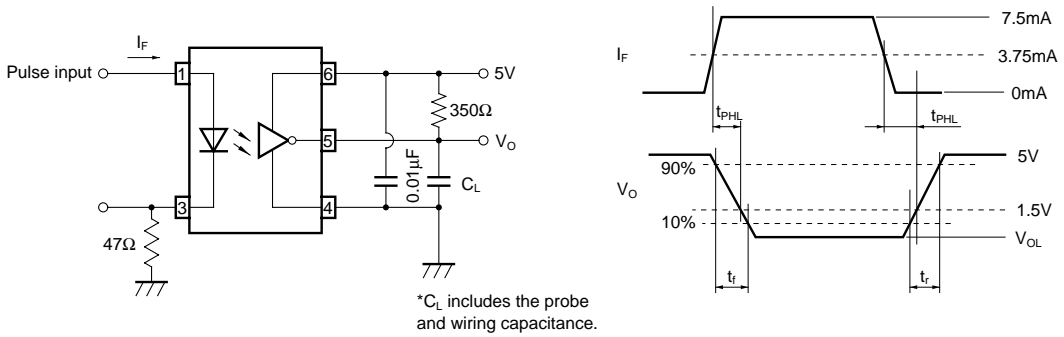 I_F
Pulse input
1
6
5V
350Ω
5
V_O
0.01μF
C_L
3
4
47Ω
*C_L includes the probe
and wiring capacitance.
7.5mA
I_F
3.75mA
0mA
t_PHL
t_PHL
5V
90%
V_O
1.5V
10%
V_OL
t_f
t_r